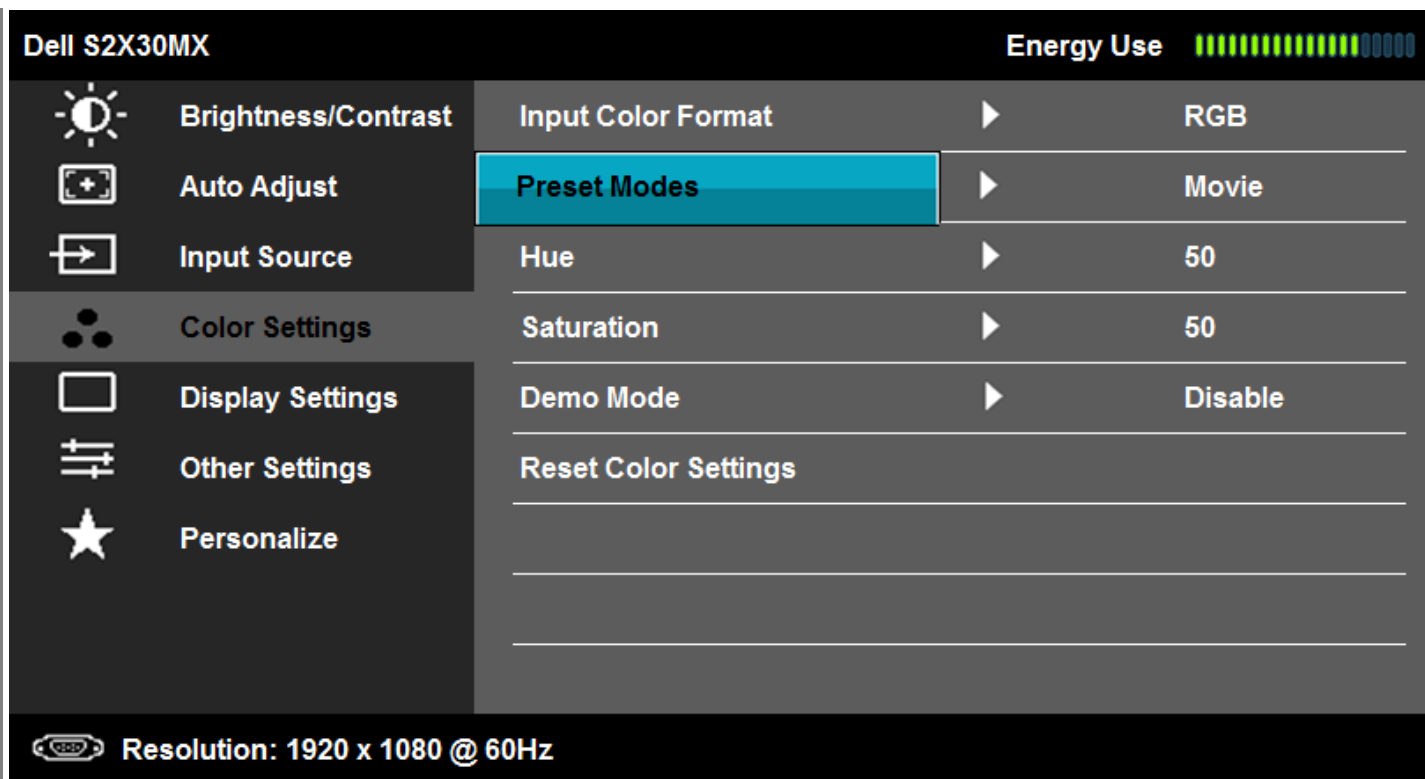 Dell S2X30MX Energy Use
Brightness/Contrast Input Color Format RGB
Auto Adjust Preset Modes Movie
Input Source Hue 50
Color Settings Saturation 50
Display Settings Demo Mode Disable
Other Settings Reset Color Settings
Personalize
Resolution: 1920 x 1080 @ 60Hz